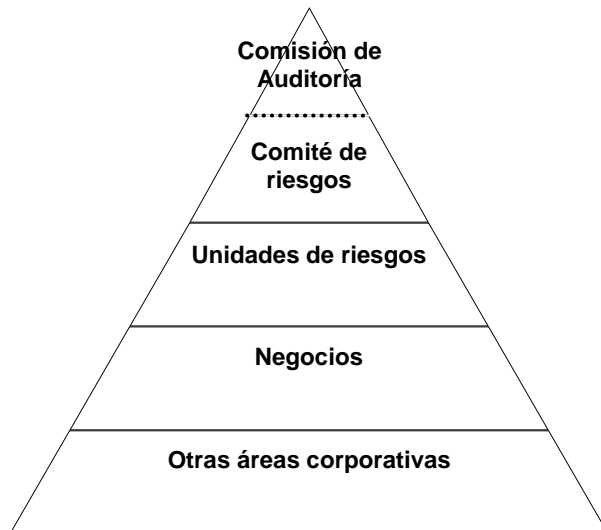 Comisión de
Auditoría
Comité de
riesgos
Unidades de riesgos
Negocios
Otras áreas corporativas